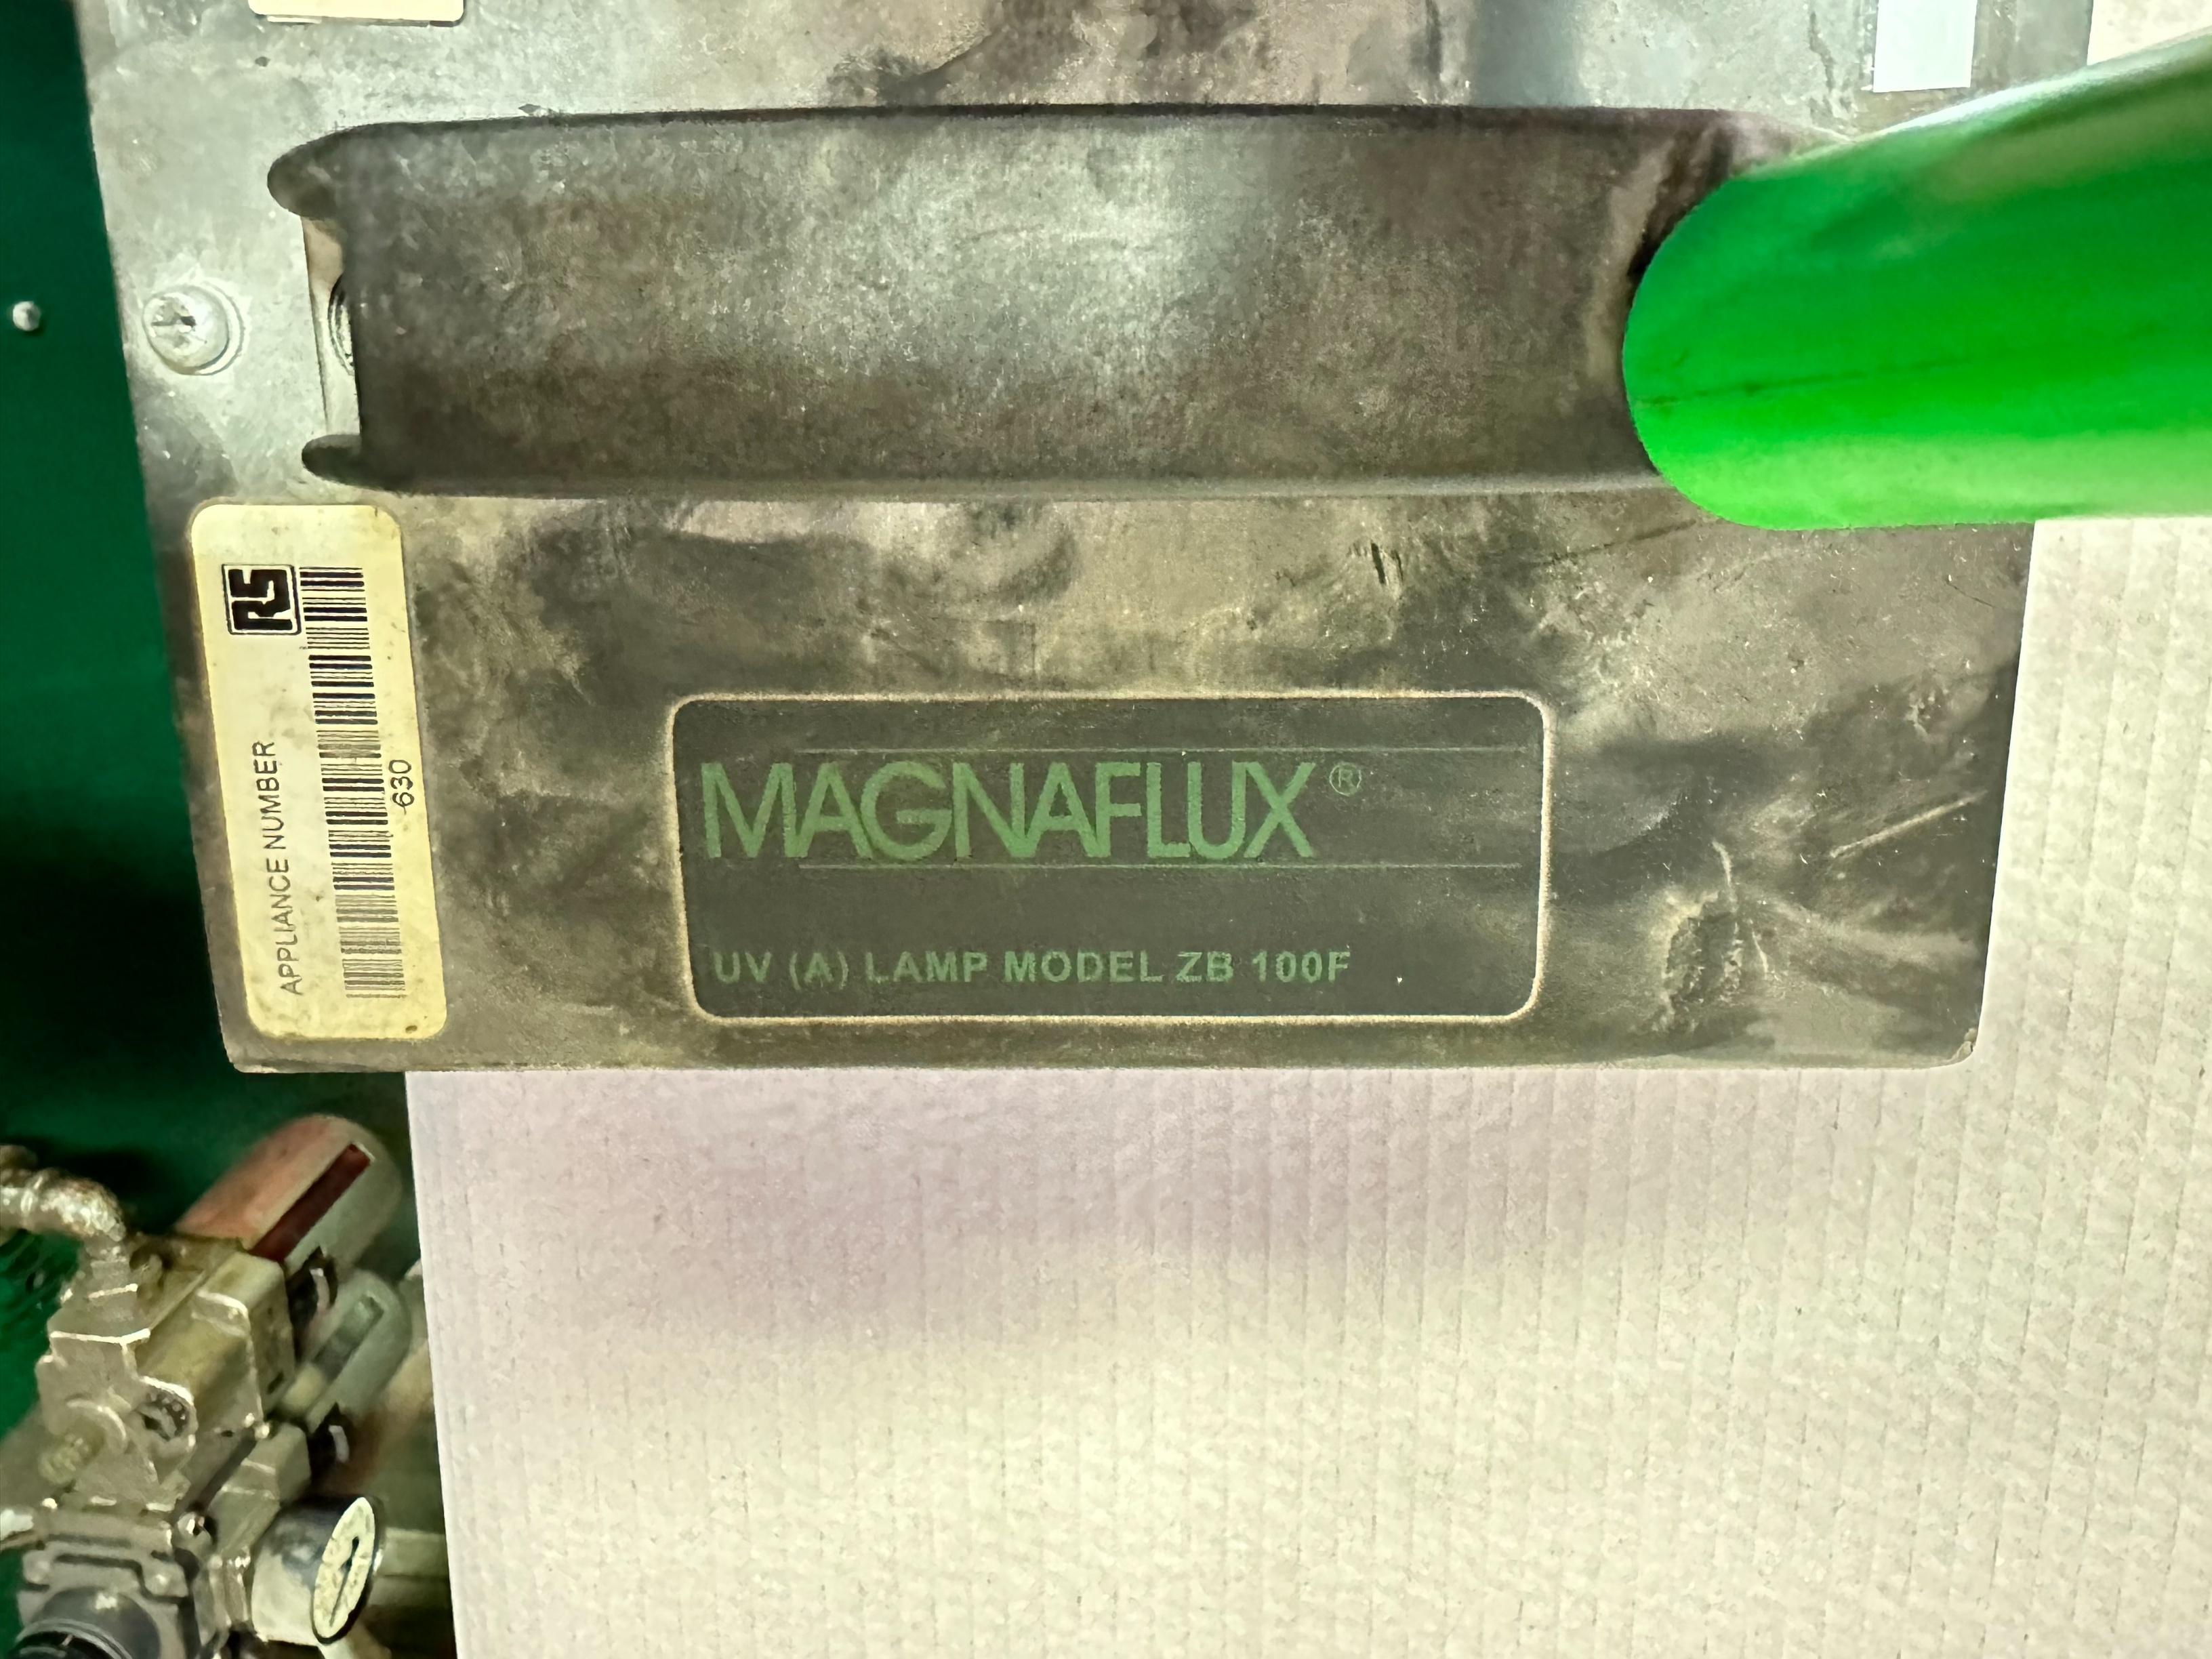 RS
APPLIANCE NUMBER
630
MAGNAFLUX®
UV (A) LAMP MODEL ZB 100F